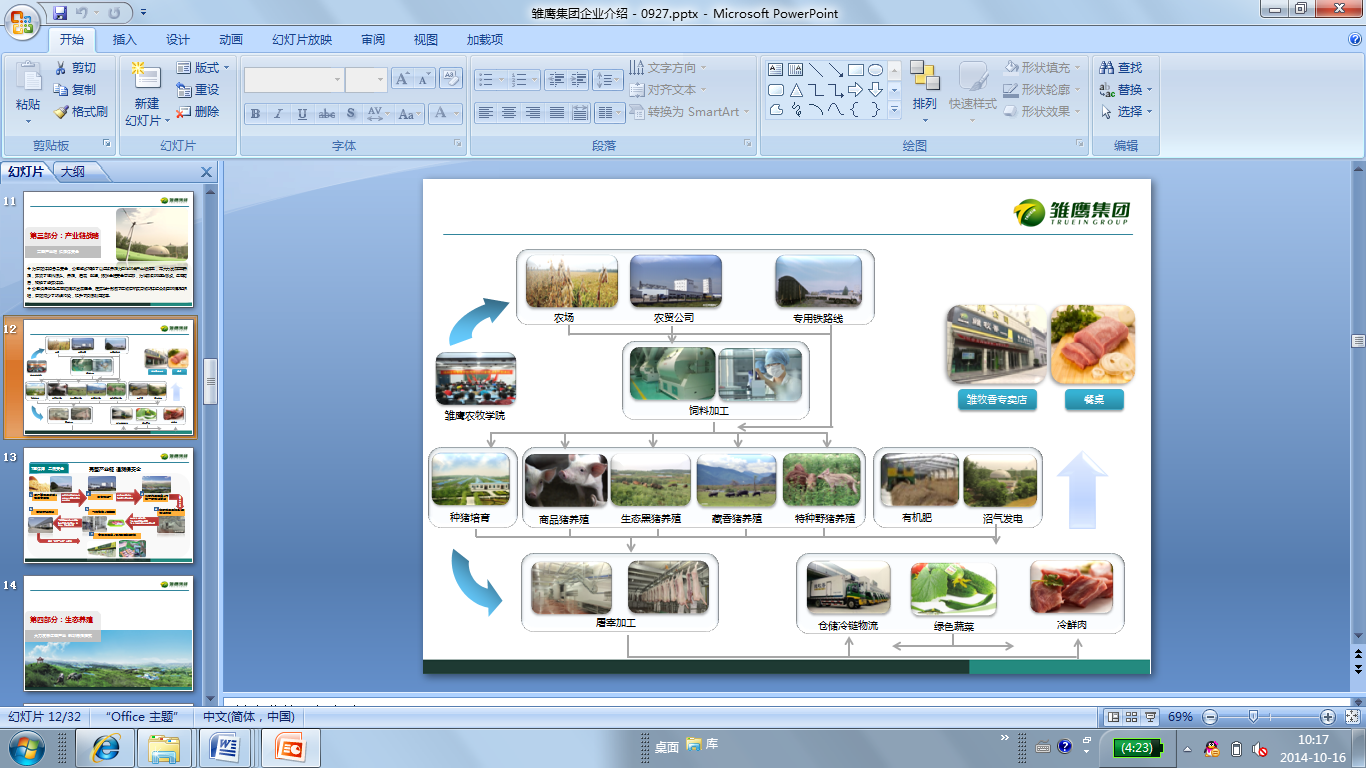 雏鹰集团企业介绍 - 0927.pptx - Microsoft PowerPoint
开始 插入 设计 动画 幻灯片放映 审阅 视图 加载项
粘贴 剪切 复制 格式刷 剪贴板
新建幻灯片 版式 重设 删除 幻灯片
B I U abc S AV Aa A 字体
文字方向 对齐文本 转换为 SmartArt 段落
排列 快速样式 形状填充 形状轮廓 形状效果 绘图
查找 替换 选择 编辑
幻灯片 大纲
11
第三部分：产业链战略
12
13
14
第四部分：生态养殖
雏鹰集团
TRUEIN GROUP
农场 农贸公司 专用铁路线
雏鹰农牧学院
饲料加工
雏牧香专卖店 餐桌
种猪培育 商品猪养殖 生态黑猪养殖 藏香猪养殖 特种野猪养殖 有机肥 沼气发电
屠宰加工
仓储冷链物流 绿色蔬菜 冷鲜肉
幻灯片 12/32 “Office 主题” 中文(简体，中国) 69%
桌面 库 (4:23) 10:17
2014-10-16